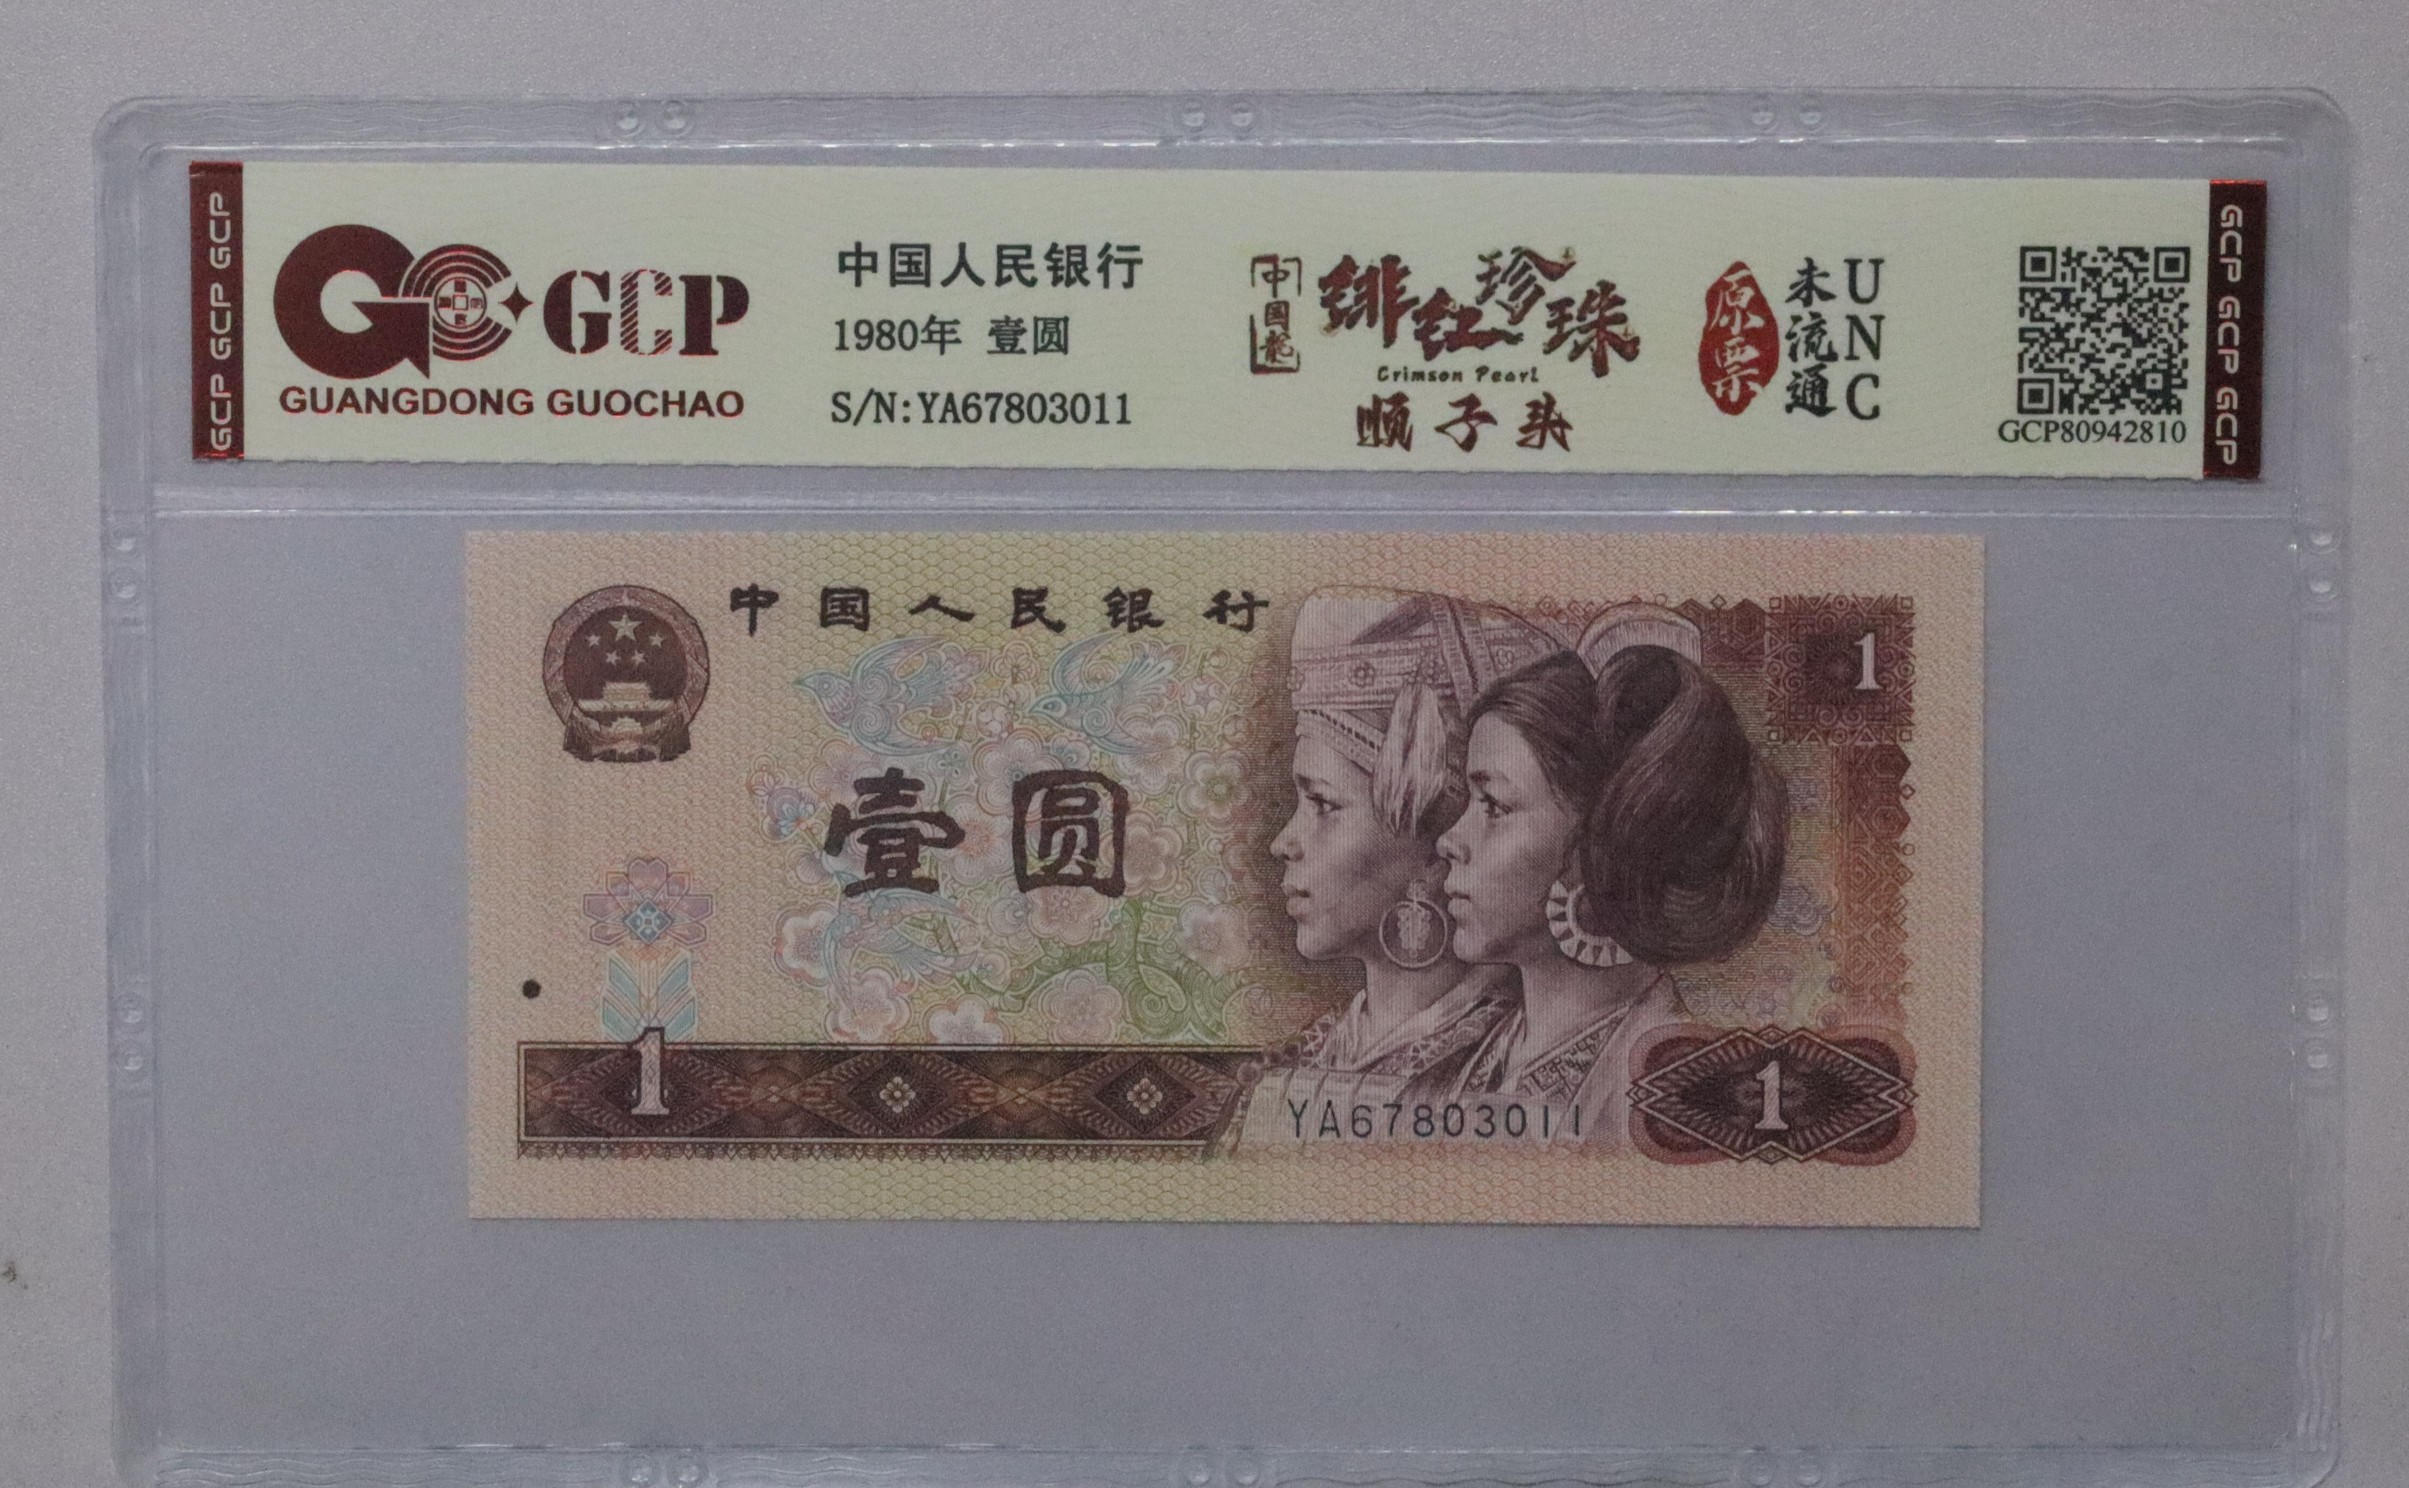 GCP GCP GCP
GCP
GUANGDONG GUOCHAO
中国人民银行
1980年 壹圆
S/N:YA67803011
中国龙
绯红珍珠
Crimson Pearl
顺子头
原票
未流通
UNC
GCP80942810
GCP GCP GCP
中国人民银行
1
壹圆
1
YA67803011
1